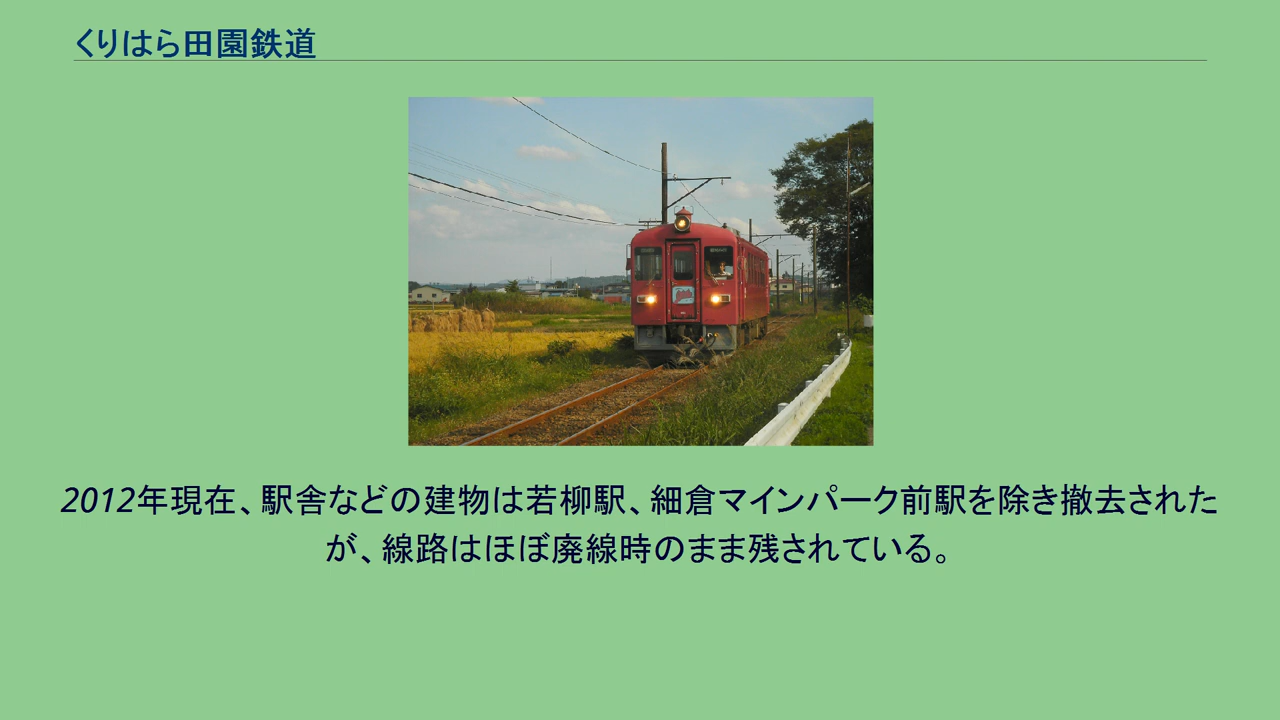 くりはら田園鉄道
2012年現在、駅舎などの建物は若柳駅、細倉マインパーク前駅を除き撤去された
が、線路はほぼ廃線時のまま残されている。